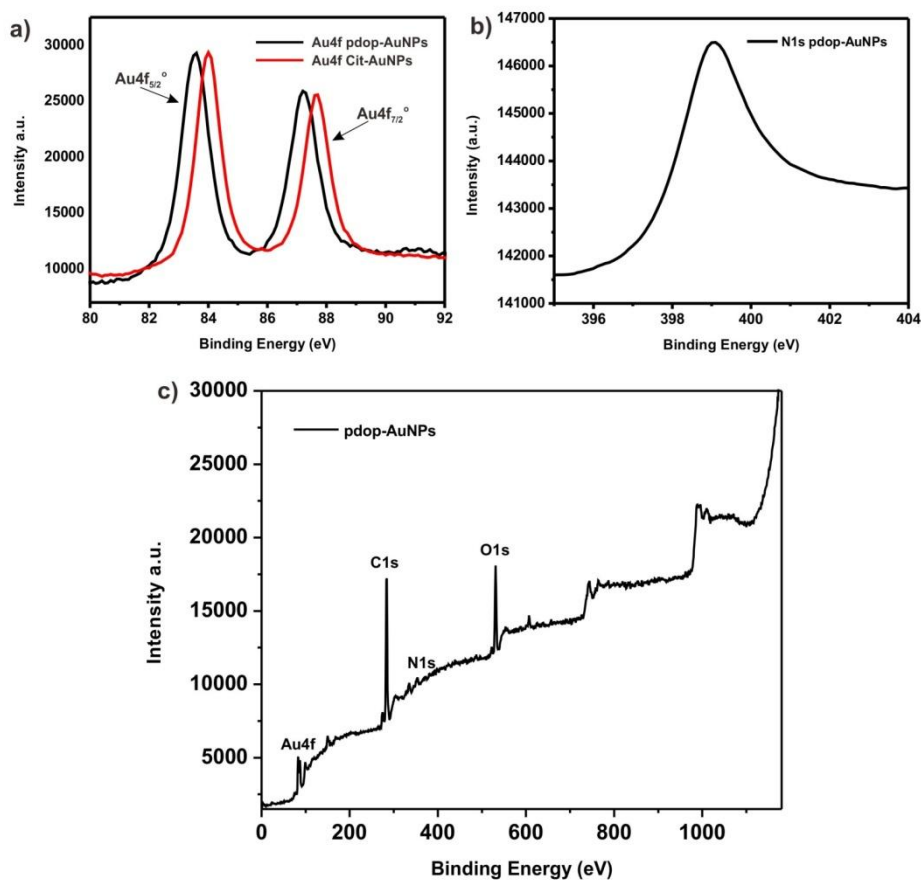 a)
Au4f pdop-AuNPs
Au4f Cit-AuNPs
Au4f5/2°
Au4f7/2°
30000
25000
20000
15000
10000
Intensity a.u.
80 82 84 86 87 88 90 92
Binding Energy (eV)
b)
N1s pdop-AuNPs
147000
146000
145000
144000
143000
142000
141000
Intensity (a.u.)
396 398 400 402 404
Binding Energy (eV)
c)
pdop-AuNPs
30000
25000
20000
15000
10000
5000
Intensity a.u.
C1s
O1s
N1s
Au4f
0 200 400 600 800 1000
Binding Energy (eV)